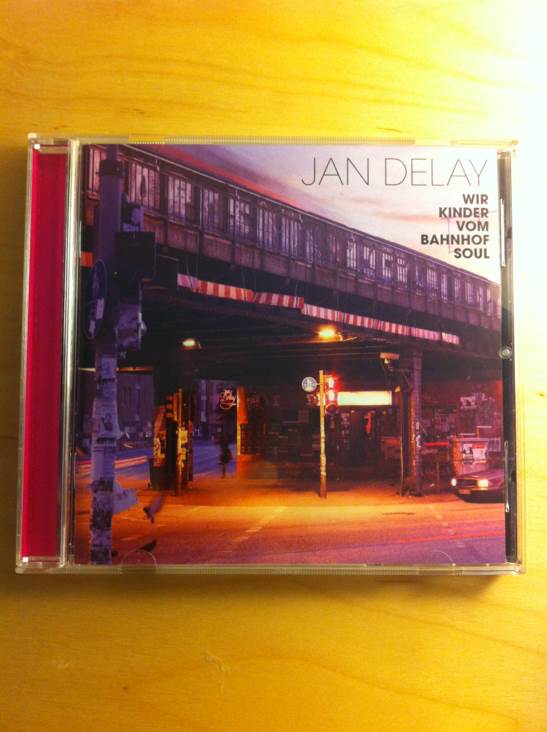 JAN DELAY
WIR
KINDER
VOM
BAHNHOF
SOUL